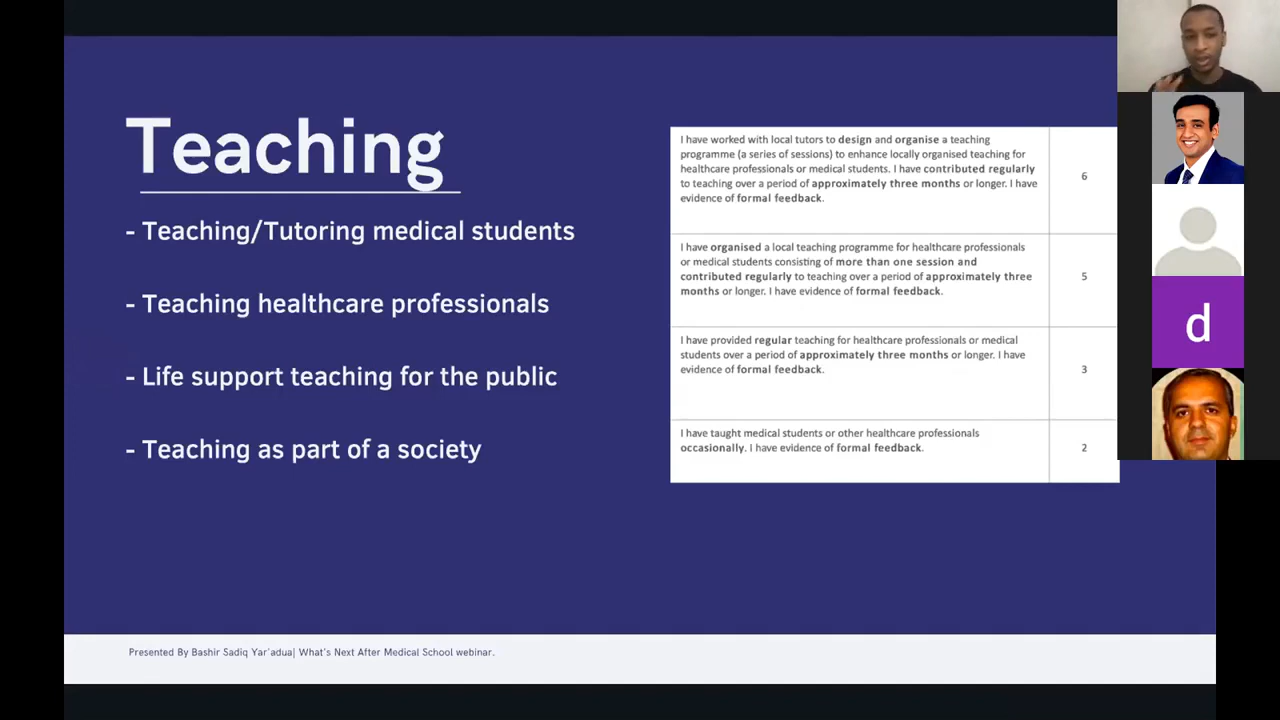 Teaching
- Teaching/Tutoring medical students
- Teaching healthcare professionals
- Life support teaching for the public
- Teaching as part of a society
I have worked with local tutors to design and organise a teaching
programme (a series of sessions) to enhance locally organised teaching for
healthcare professionals or medical students. I have contributed regularly
to teaching over a period of approximately three months or longer. I have
evidence of formal feedback.
6
I have organised a local teaching programme for healthcare professionals
or medical students consisting of more than one session and
contributed regularly to teaching over a period of approximately three
months or longer. I have evidence of formal feedback.
5
I have provided regular teaching for healthcare professionals or medical
students over a period of approximately three months or longer. I have
evidence of formal feedback.
3
I have taught medical students or other healthcare professionals
occasionally. I have evidence of formal feedback.
2
d
Presented By Bashir Sadiq Yar'adua| What's Next After Medical School webinar.